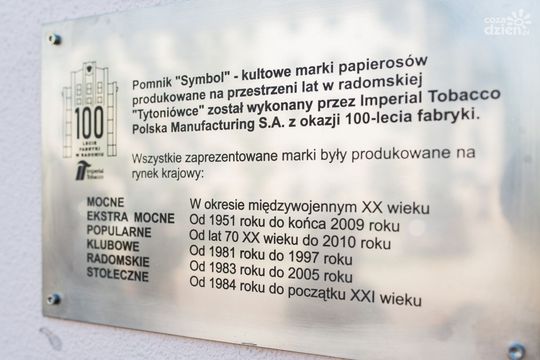 coza
dzień.pl
Pomnik "Symbol" - kultowe marki papierosów
produkowane na przestrzeni lat w radomskiej
"Tytoniówce" został wykonany przez Imperial Tobacco
Polska Manufacturing S.A. z okazji 100-lecia fabryki.
100
LECIE
FABRYKI
W RADOMIU
Imperial
Tobacco
Wszystkie zaprezentowane marki były produkowane na
rynek krajowy:
MOCNE W okresie międzywojennym XX wieku
EKSTRA MOCNE Od 1951 roku do końca 2009 roku
POPULARNE Od lat 70 XX wieku do 2010 roku
KLUBOWE Od 1981 roku do 1997 roku
RADOMSKIE Od 1983 roku do 2005 roku
STOŁECZNE Od 1984 roku do początku XXI wieku